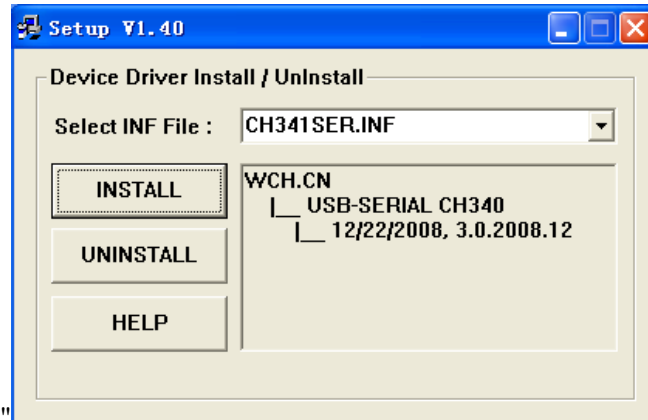 Setup V1.40
Device Driver Install / UnInstall
Select INF File : CH341SER.INF
INSTALL
UNINSTALL
HELP
WCH.CN
|__ USB-SERIAL CH340
|__ 12/22/2008, 3.0.2008.12
"